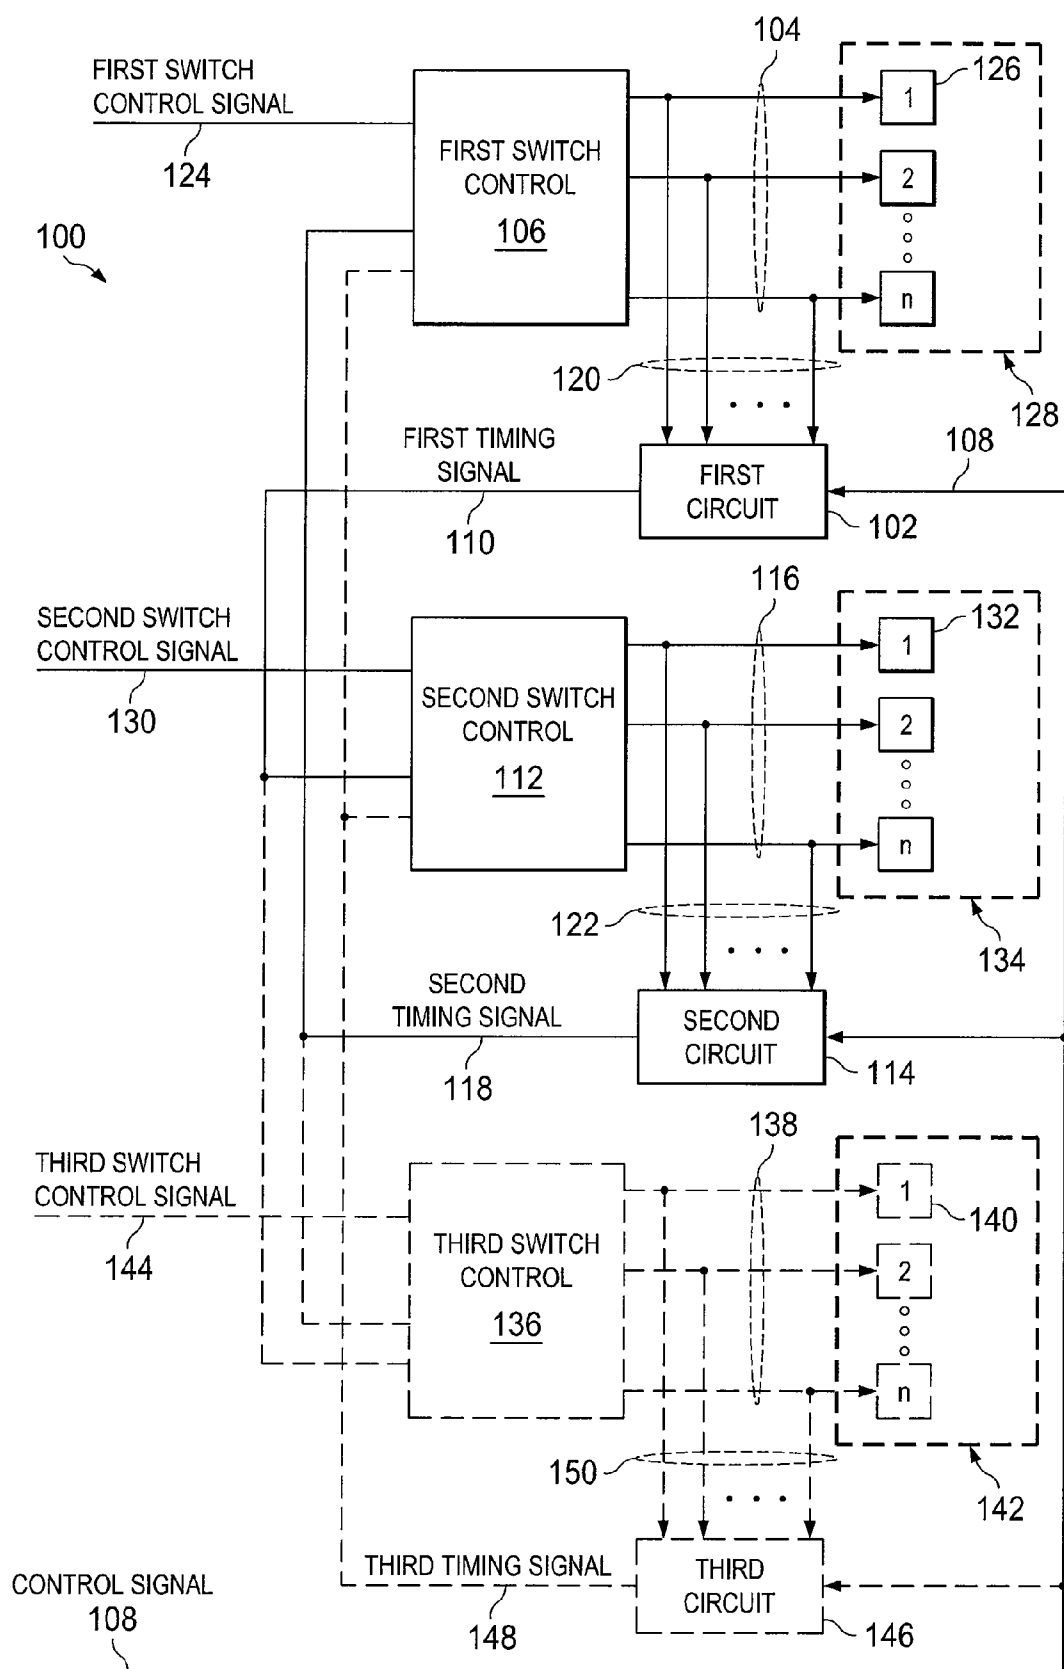 104
FIRST SWITCH
CONTROL SIGNAL
124
FIRST SWITCH
CONTROL
106
1
126
2
n
100
120
128
FIRST TIMING
SIGNAL
110
FIRST
CIRCUIT
108
102
116
SECOND SWITCH
CONTROL SIGNAL
130
SECOND SWITCH
CONTROL
112
1
132
2
n
122
134
SECOND
TIMING SIGNAL
118
SECOND
CIRCUIT
114
138
THIRD SWITCH
CONTROL SIGNAL
144
THIRD SWITCH
CONTROL
136
1
140
2
n
150
142
THIRD TIMING SIGNAL
148
THIRD
CIRCUIT
146
CONTROL SIGNAL
108